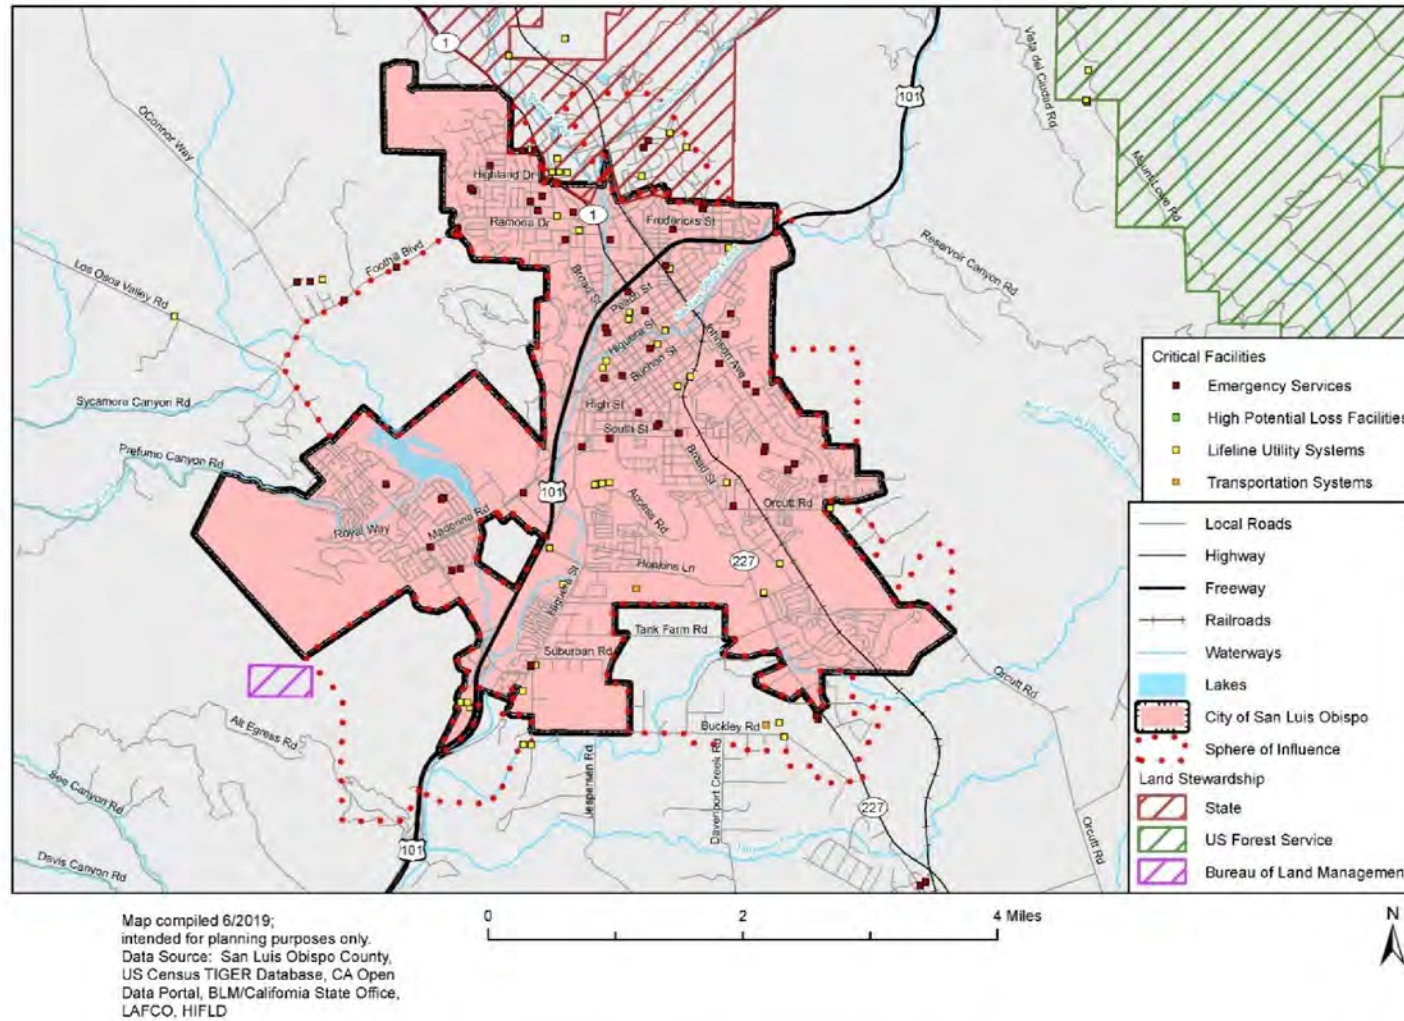 1
101
Vista del Ciudad Rd
OConnor Way
Mount Lowe Rd
Highland Dr
Ramona Dr
1
Fredericks St
Foothill Blvd
Reservoir Canyon Rd
Los Osos Valley Rd
Broad St
Peach St
Higuera St
Johnson Ave
Buchon St
Sycamore Canyon Rd
High St
South St
Prefumo Canyon Rd
Broad St
101
Access Rd
Orcutt Rd
Royal Way
Madonna Rd
Hopkins Ln
227
Higuera St
Tank Farm Rd
Suburban Rd
Orcutt Rd
Buckley Rd
Alt Egress Rd
Jespersen Rd
Davenport Creek Rd
See Canyon Rd
227
Orcutt Rd
101
Davis Canyon Rd
Critical Facilities
Emergency Services
High Potential Loss Facilities
Lifeline Utility Systems
Transportation Systems
Local Roads
Highway
Freeway
Railroads
Waterways
Lakes
City of San Luis Obispo
Sphere of Influence
Land Stewardship
State
US Forest Service
Bureau of Land Management
Map compiled 6/2019;
intended for planning purposes only.
Data Source: San Luis Obispo County,
US Census TIGER Database, CA Open
Data Portal, BLM/California State Office,
LAFCO, HIFLD
0 2 4 Miles
N